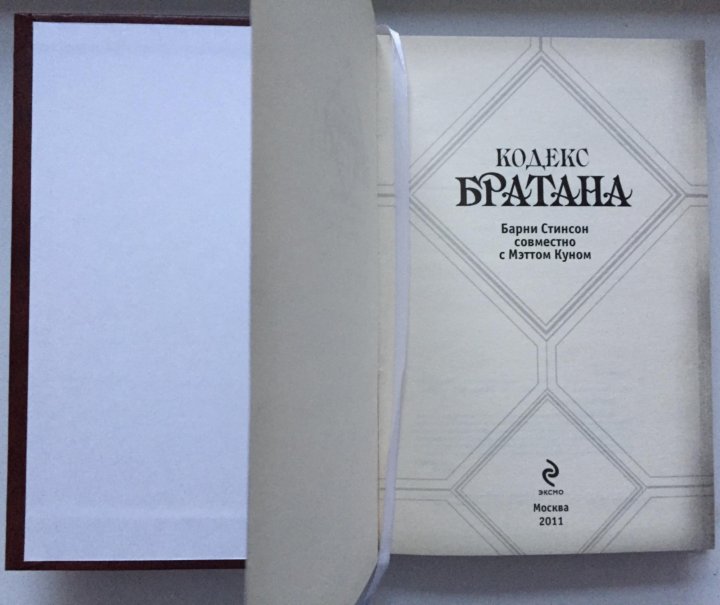 КОДЕКС
БРАТАНА
Барни Стинсон
совместно
с Мэттом Куном
ЭКСМО
Москва
2011